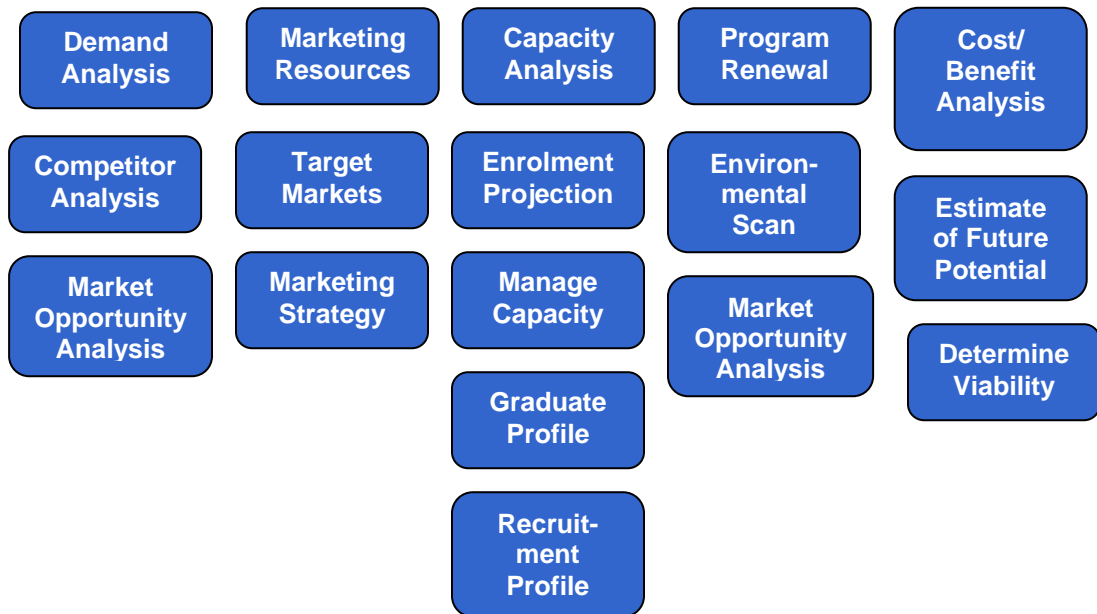 Demand
Analysis
Marketing
Resources
Capacity
Analysis
Program
Renewal
Cost/
Benefit
Analysis
Competitor
Analysis
Target
Markets
Enrolment
Projection
Environ-
mental
Scan
Estimate
of Future
Potential
Market
Opportunity
Analysis
Marketing
Strategy
Manage
Capacity
Market
Opportunity
Analysis
Determine
Viability
Graduate
Profile
Recruit-
ment
Profile